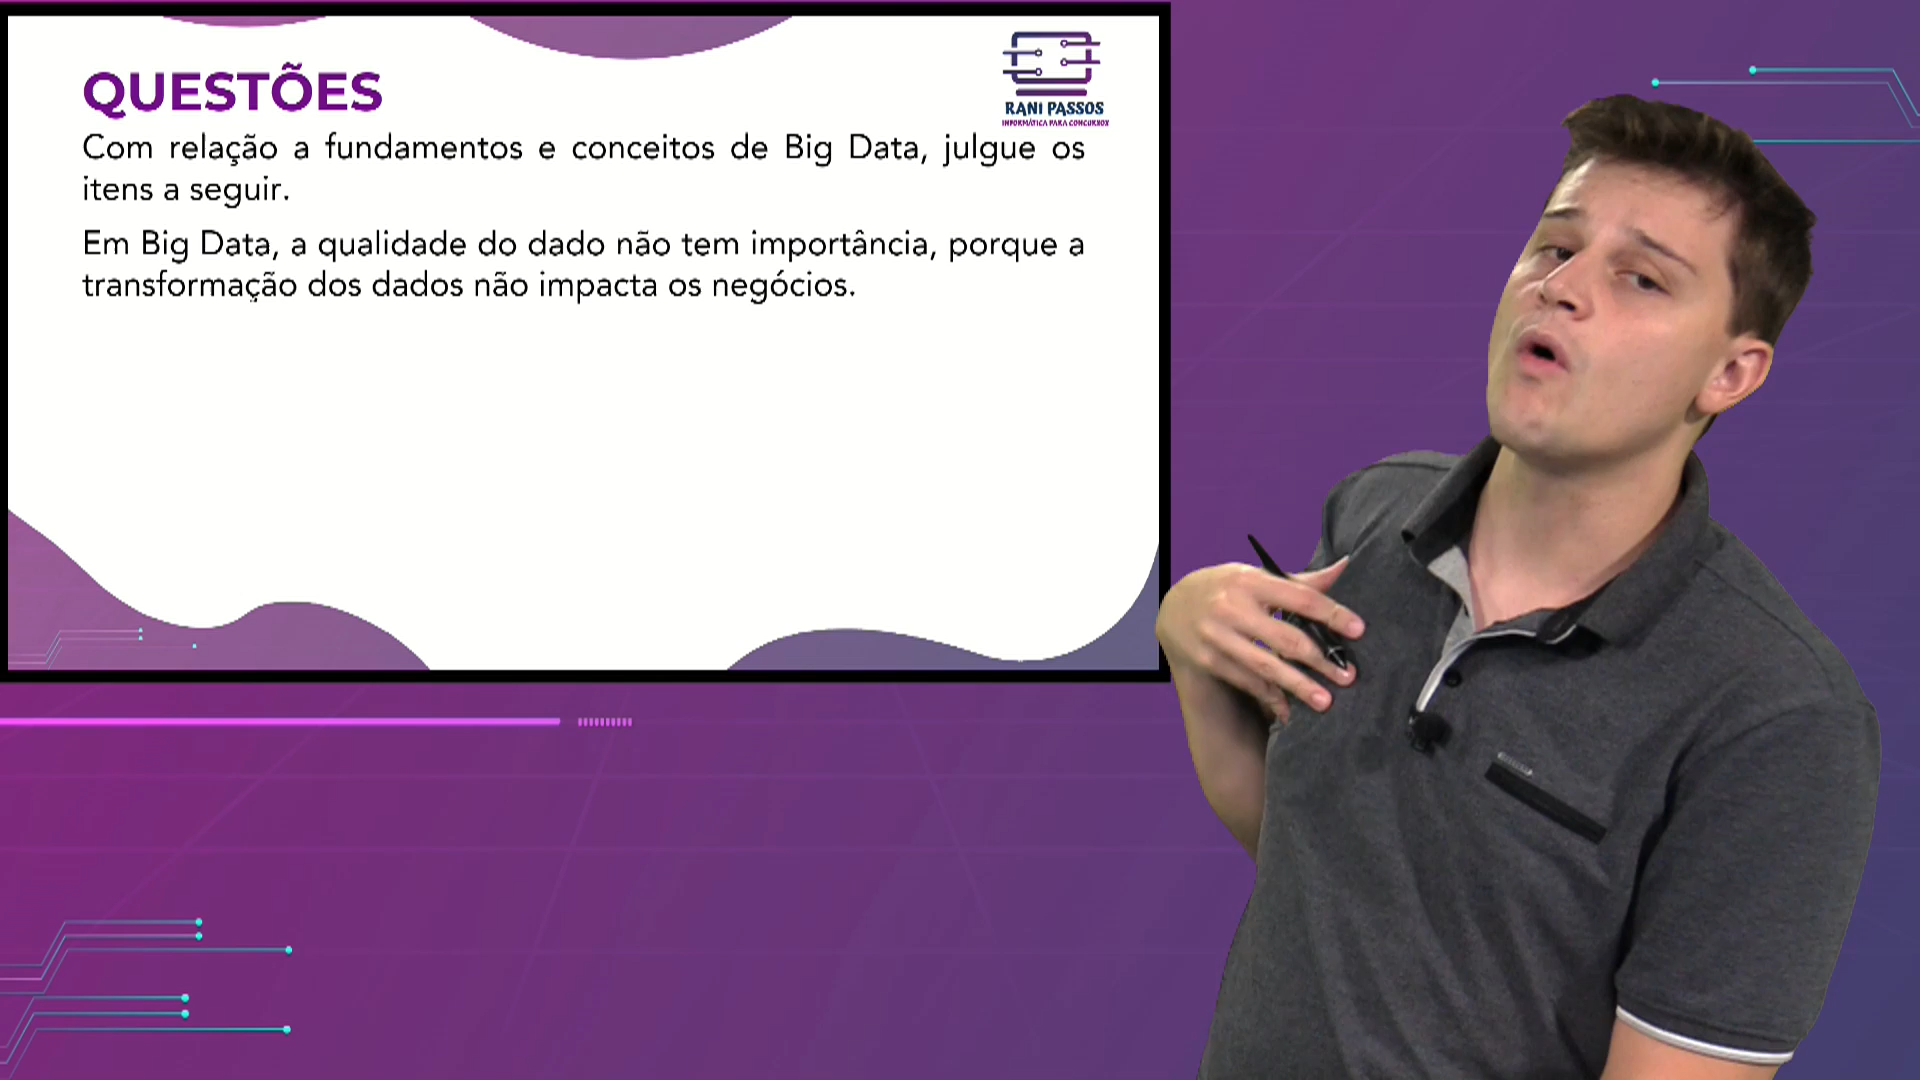 QUESTÕES
RANI PASSOS
INFORMÁTICA PARA CONCURSOS
Com relação a fundamentos e conceitos de Big Data, julgue os
itens a seguir.
Em Big Data, a qualidade do dado não tem importância, porque a
transformação dos dados não impacta os negócios.